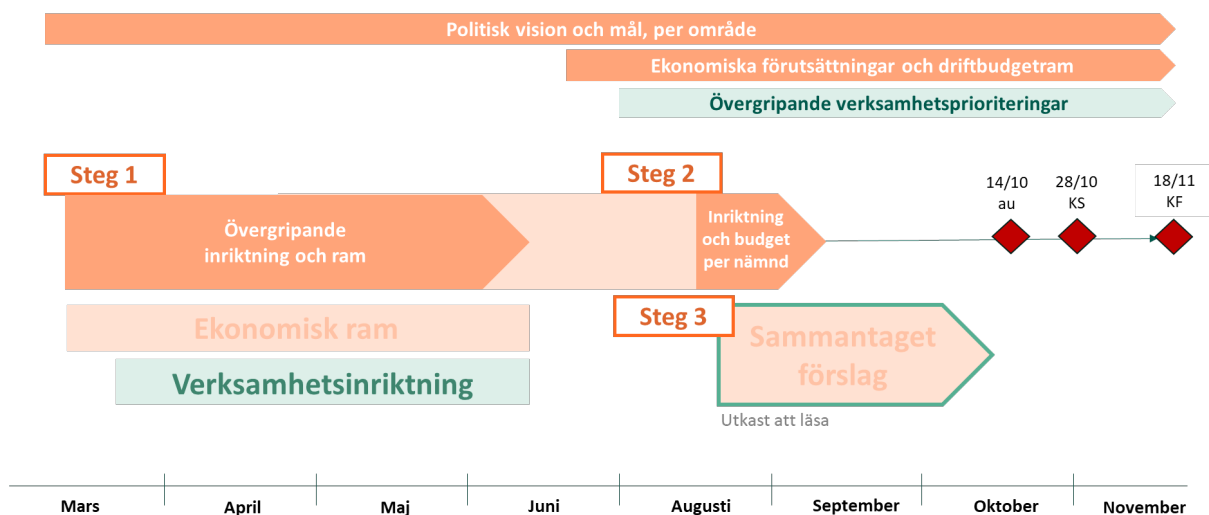 Politisk vision och mål, per område
Ekonomiska förutsättningar och driftbudgetram
Övergripande verksamhetsprioriteringar
Steg 1
Steg 2
Övergripande
inriktning och ram
Inriktning
och budget
per nämnd
14/10
au
28/10
KS
18/11
KF
Ekonomisk ram
Verksamhetsinriktning
Steg 3
Sammantaget
förslag
Utkast att läsa
Mars
April
Maj
Juni
Augusti
September
Oktober
November